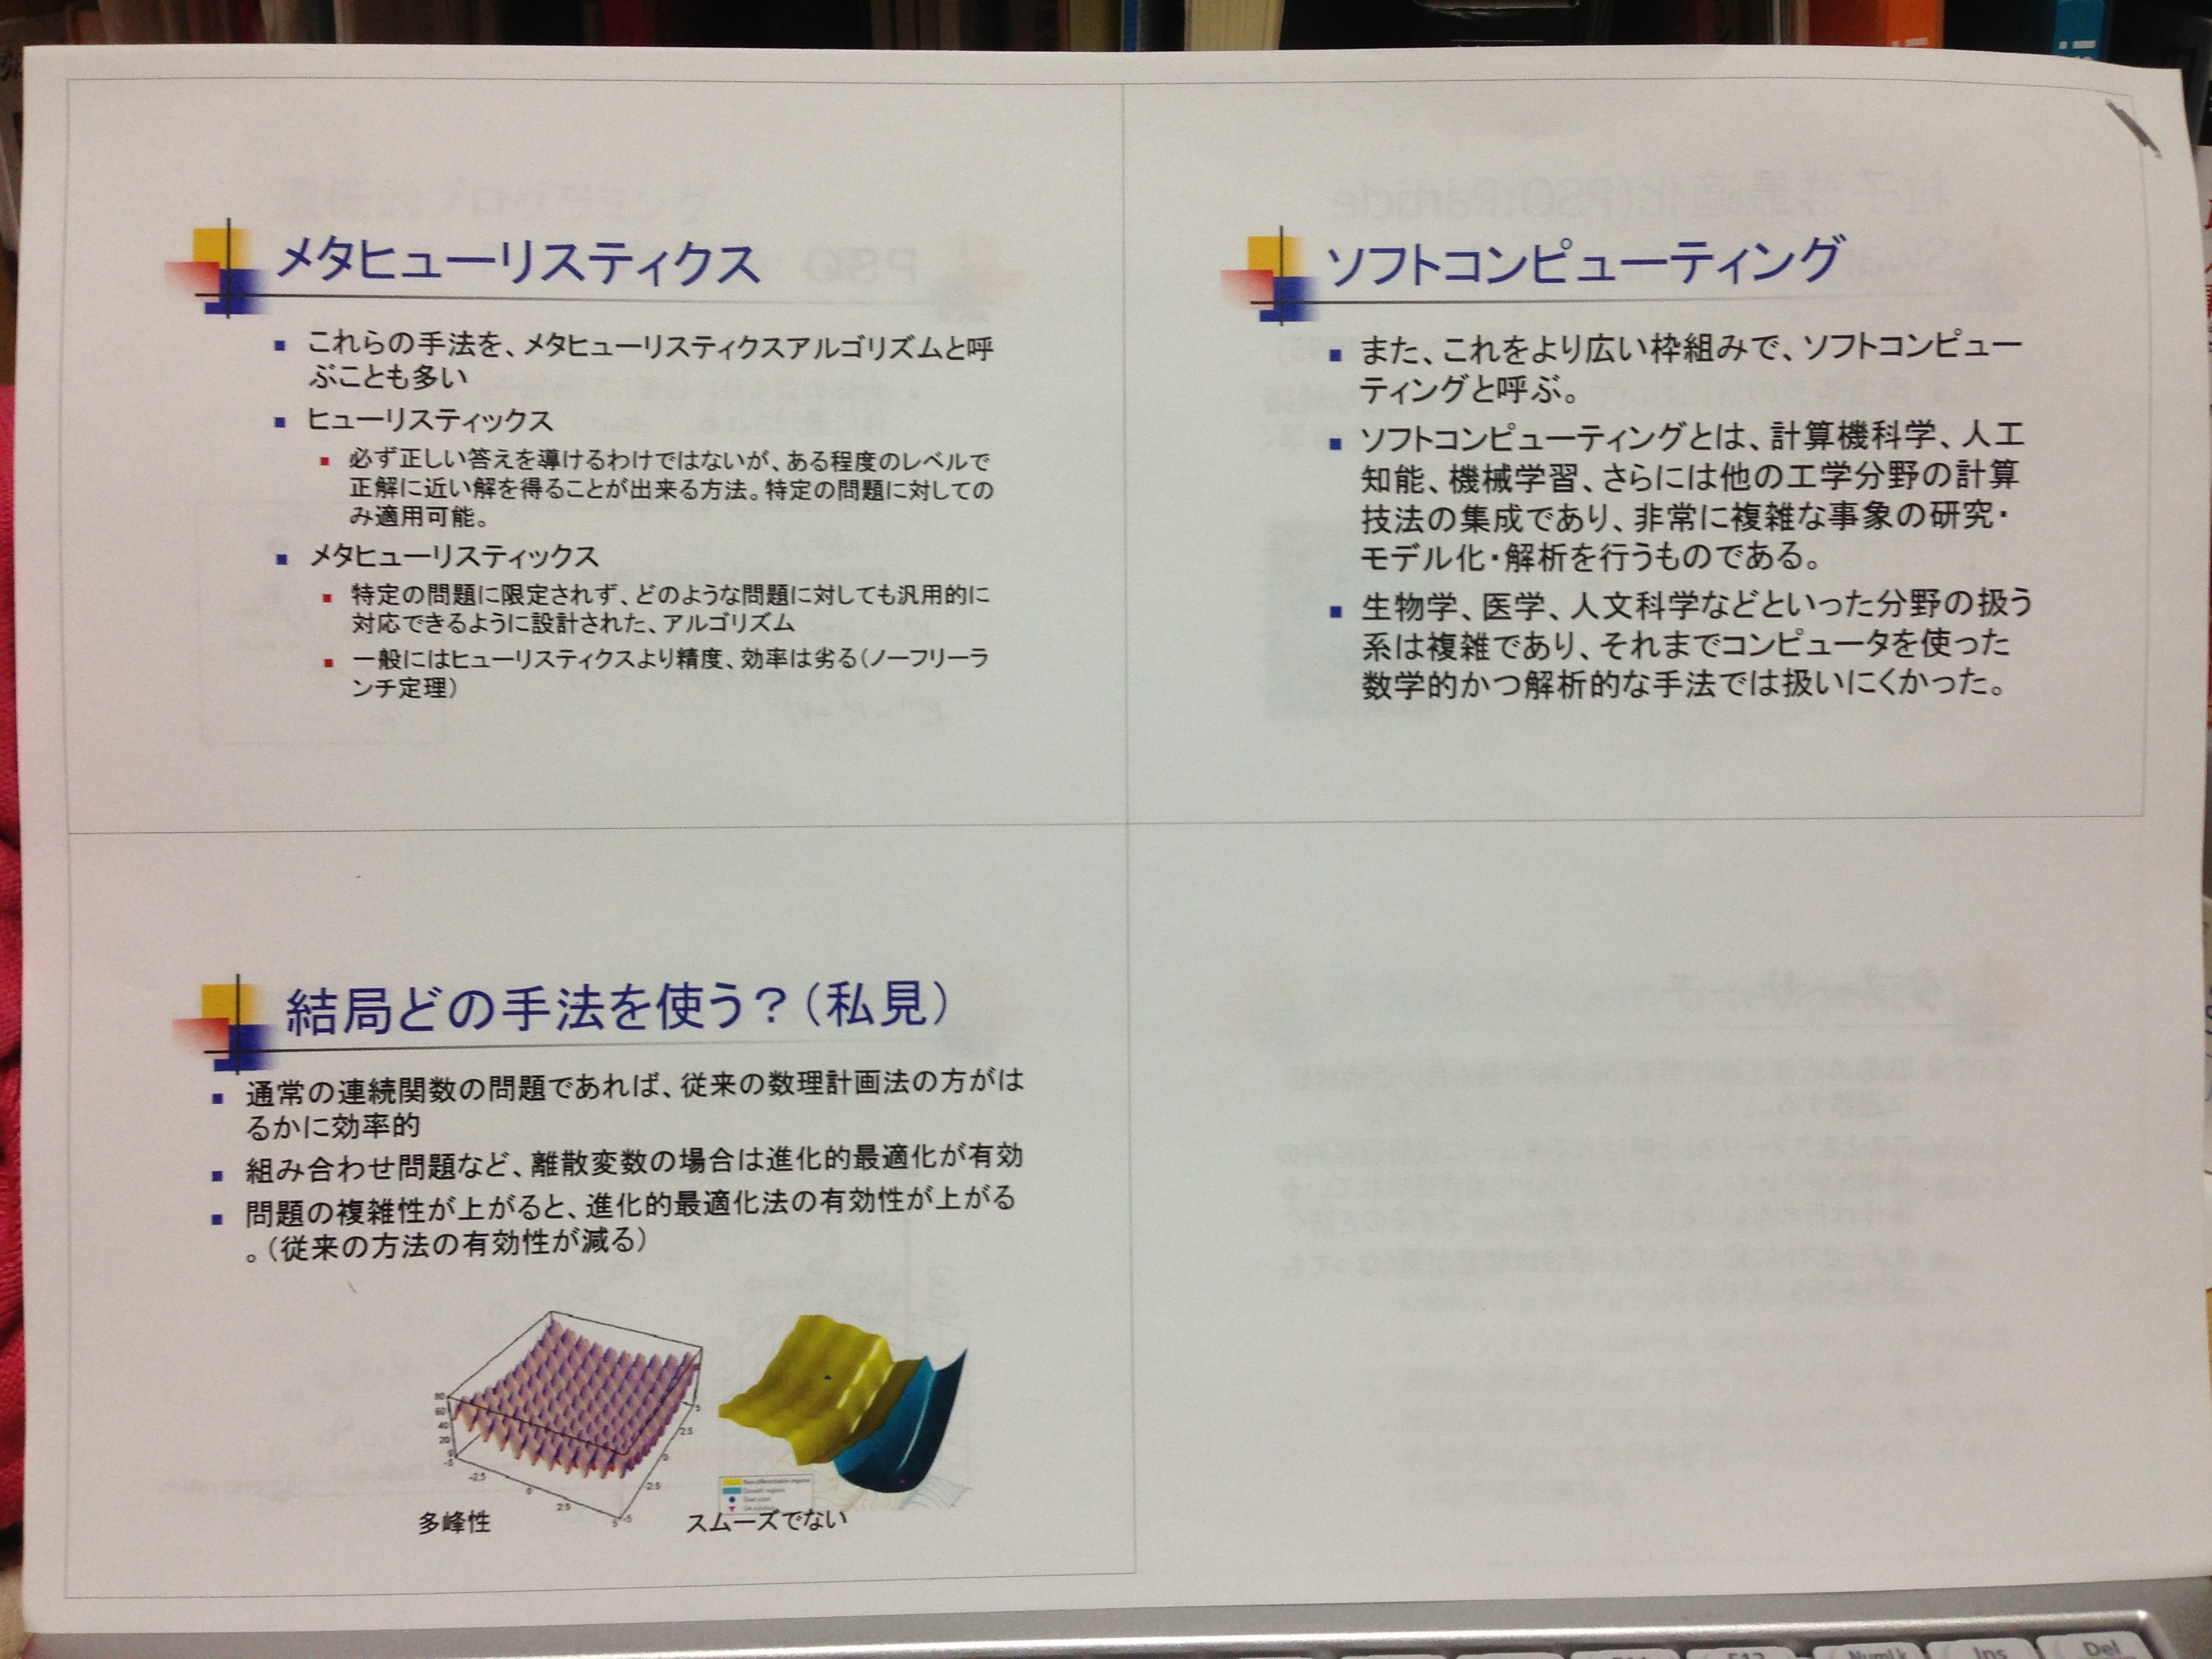 メタヒューリスティクス
これらの手法を、メタヒューリスティクスアルゴリズムと呼
ぶことも多い
ヒューリスティックス
必ず正しい答えを導けるわけではないが、ある程度のレベルで
正解に近い解を得ることが出来る方法。特定の問題に対しての
み適用可能。
メタヒューリスティックス
特定の問題に限定されず、どのような問題に対しても汎用的に
対応できるように設計された、アルゴリズム
一般にはヒューリスティクスより精度、効率は劣る(ノーフリーラ
ンチ定理)
ソフトコンピューティング
また、これをより広い枠組みで、ソフトコンピュー
ティングと呼ぶ。
ソフトコンピューティングとは、計算機科学、人工
知能、機械学習、さらには他の工学分野の計算
技法の集成であり、非常に複雑な事象の研究・
モデル化・解析を行うものである。
生物学、医学、人文科学などといった分野の扱う
系は複雑であり、それまでコンピュータを使った
数学的かつ解析的な手法では扱いにくかった。
結局どの手法を使う？(私見)
通常の連続関数の問題であれば、従来の数理計画法の方がは
るかに効率的
組み合わせ問題など、離散変数の場合は進化的最適化が有効
問題の複雑性が上がると、進化的最適化法の有効性が上がる
。(従来の方法の有効性が減る)
80
60
40
20
0
-5
-2.5
0
2.5
5
-5
-2.5
0
2.5
5
多峰性
スムーズでない
F12
NumLk
Ins
Del